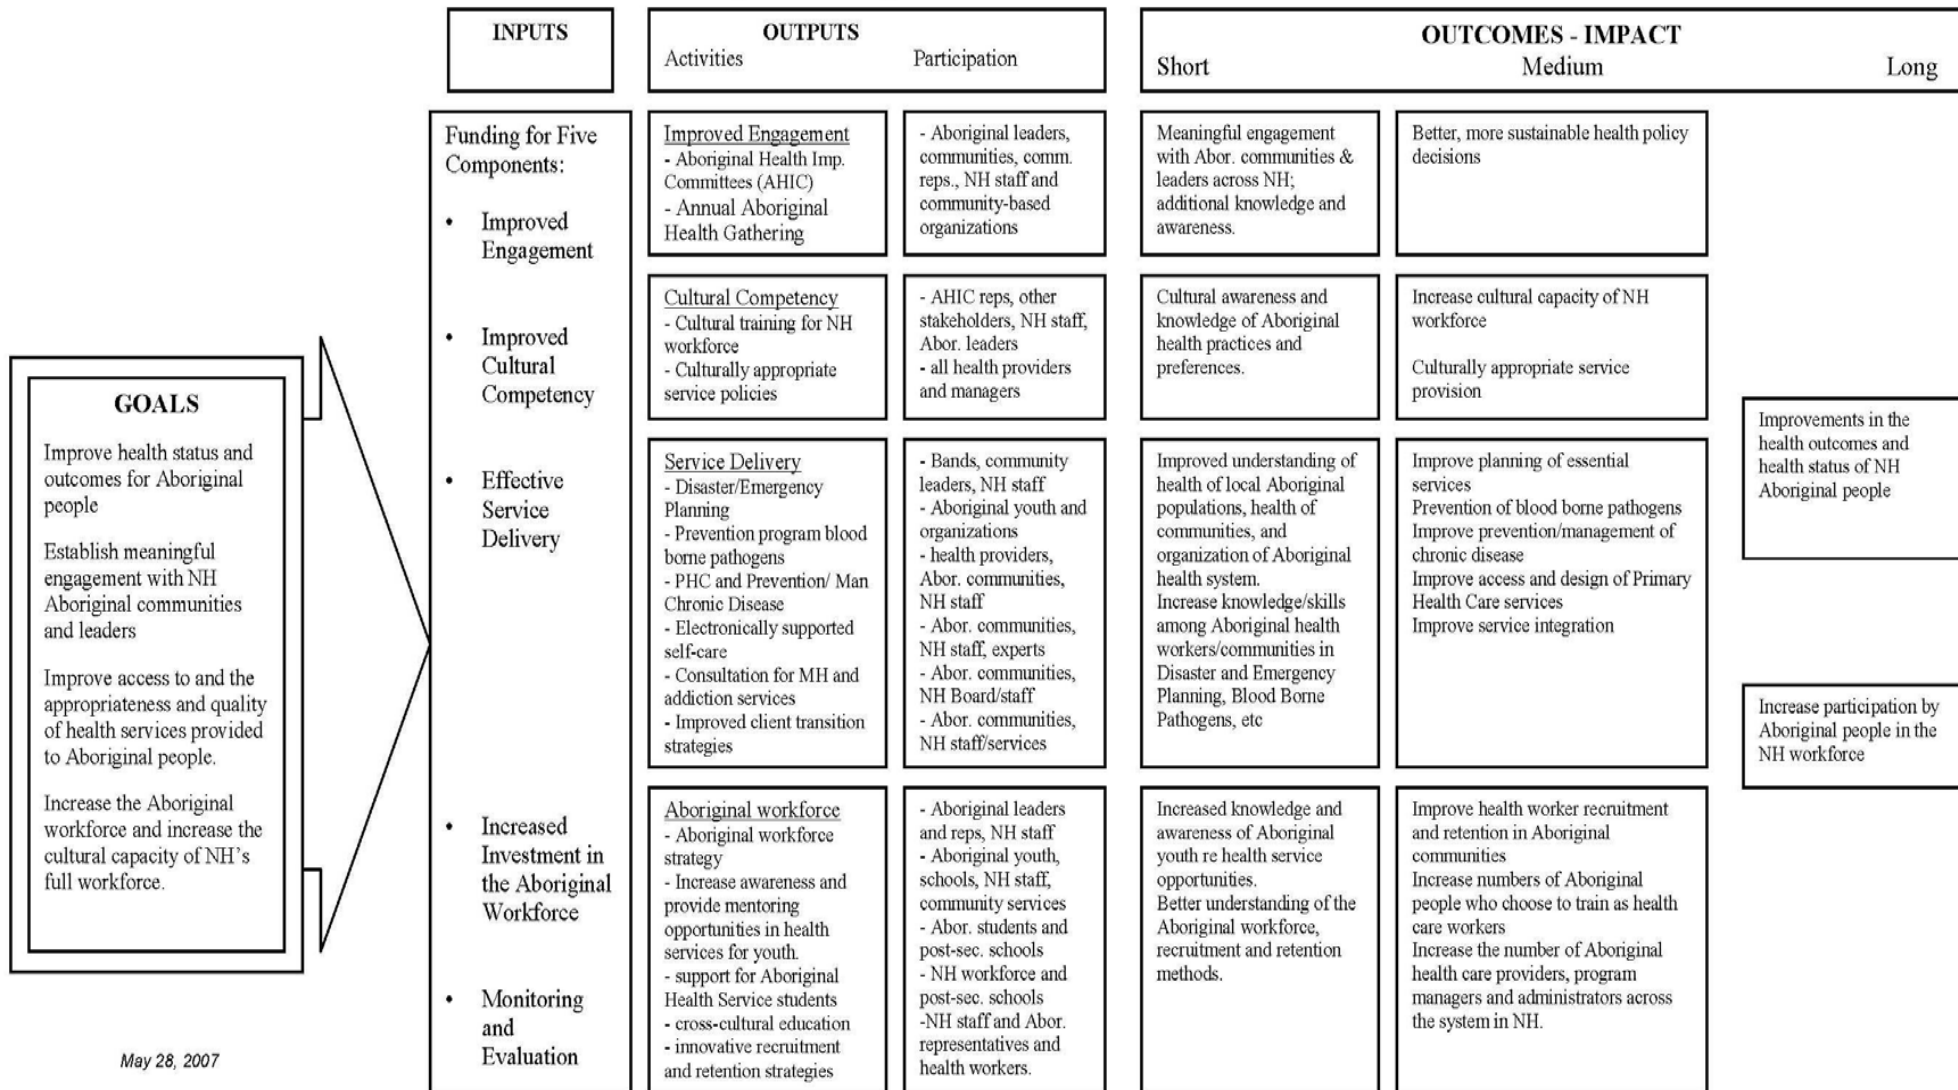 INPUTS
OUTPUTS
Activities
Participation
OUTCOMES - IMPACT
Short
Medium
Long
GOALS
Improve health status and
outcomes for Aboriginal
people
Establish meaningful
engagement with NH
Aboriginal communities
and leaders
Improve access to and the
appropriateness and quality
of health services provided
to Aboriginal people.
Increase the Aboriginal
workforce and increase the
cultural capacity of NH's
full workforce.
May 28, 2007
Funding for Five
Components:
• Improved
Engagement
• Improved
Cultural
Competency
• Effective
Service
Delivery
• Increased
Investment in
the Aboriginal
Workforce
• Monitoring
and
Evaluation
Improved Engagement
- Aboriginal Health Imp.
Committees (AHIC)
- Annual Aboriginal
Health Gathering
- Aboriginal leaders,
communities, comm.
reps., NH staff and
community-based
organizations
Meaningful engagement
with Abor. communities &
leaders across NH;
additional knowledge and
awareness.
Better, more sustainable health policy
decisions
Cultural Competency
- Cultural training for NH
workforce
- Culturally appropriate
service policies
- AHIC reps, other
stakeholders, NH staff,
Abor. leaders
- all health providers
and managers
Cultural awareness and
knowledge of Aboriginal
health practices and
preferences.
Increase cultural capacity of NH
workforce
Culturally appropriate service
provision
Service Delivery
- Disaster/Emergency
Planning
- Prevention program blood
borne pathogens
- PHC and Prevention/ Man
Chronic Disease
- Electronically supported
self-care
- Consultation for MH and
addiction services
- Improved client transition
strategies
- Bands, community
leaders, NH staff
- Aboriginal youth and
organizations
- health providers,
Abor. communities,
NH staff
- Abor. communities,
NH staff, experts
- Abor. communities,
NH Board/staff
- Abor. communities,
NH staff/services
Improved understanding of
health of local Aboriginal
populations, health of
communities, and
organization of Aboriginal
health system.
Increase knowledge/skills
among Aboriginal health
workers/communities in
Disaster and Emergency
Planning, Blood Borne
Pathogens, etc
Improve planning of essential
services
Prevention of blood borne pathogens
Improve prevention/management of
chronic disease
Improve access and design of Primary
Health Care services
Improve service integration
Aboriginal workforce
- Aboriginal workforce
strategy
- Increase awareness and
provide mentoring
opportunities in health
services for youth.
- support for Aboriginal
Health Service students
- cross-cultural education
- innovative recruitment
and retention strategies
- Aboriginal leaders
and reps, NH staff
- Aboriginal youth,
schools, NH staff,
community services
- Abor. students and
post-sec. schools
- NH workforce and
post-sec. schools
-NH staff and Abor.
representatives and
health workers.
Increased knowledge and
awareness of Aboriginal
youth re health service
opportunities.
Better understanding of the
Aboriginal workforce,
recruitment and retention
methods.
Improve health worker recruitment
and retention in Aboriginal
communities
Increase numbers of Aboriginal
people who choose to train as health
care workers
Increase the number of Aboriginal
health care providers, program
managers and administrators across
the system in NH.
Improvements in the
health outcomes and
health status of NH
Aboriginal people
Increase participation by
Aboriginal people in the
NH workforce